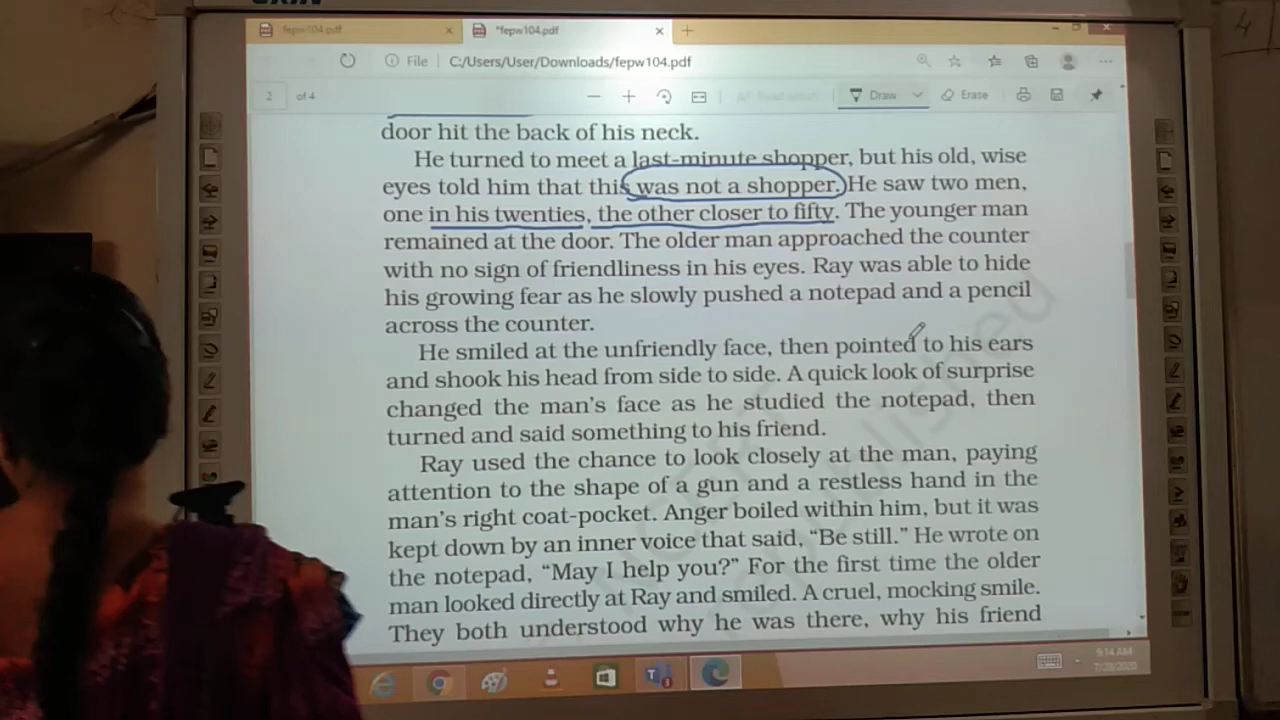 fepw104.pdf
*fepw104.pdf
File C:/Users/User/Downloads/fepw104.pdf
2 of 4
Draw
Erase
door hit the back of his neck.
He turned to meet a last-minute shopper, but his old, wise
eyes told him that this was not a shopper. He saw two men,
one in his twenties, the other closer to fifty. The younger man
remained at the door. The older man approached the counter
with no sign of friendliness in his eyes. Ray was able to hide
his growing fear as he slowly pushed a notepad and a pencil
across the counter.
He smiled at the unfriendly face, then pointed to his ears
and shook his head from side to side. A quick look of surprise
changed the man's face as he studied the notepad, then
turned and said something to his friend.
Ray used the chance to look closely at the man, paying
attention to the shape of a gun and a restless hand in the
man's right coat-pocket. Anger boiled within him, but it was
kept down by an inner voice that said, “Be still.” He wrote on
the notepad, “May I help you?” For the first time the older
man looked directly at Ray and smiled. A cruel, mocking smile.
They both understood why he was there, why his friend
9:14 AM
7/28/2020